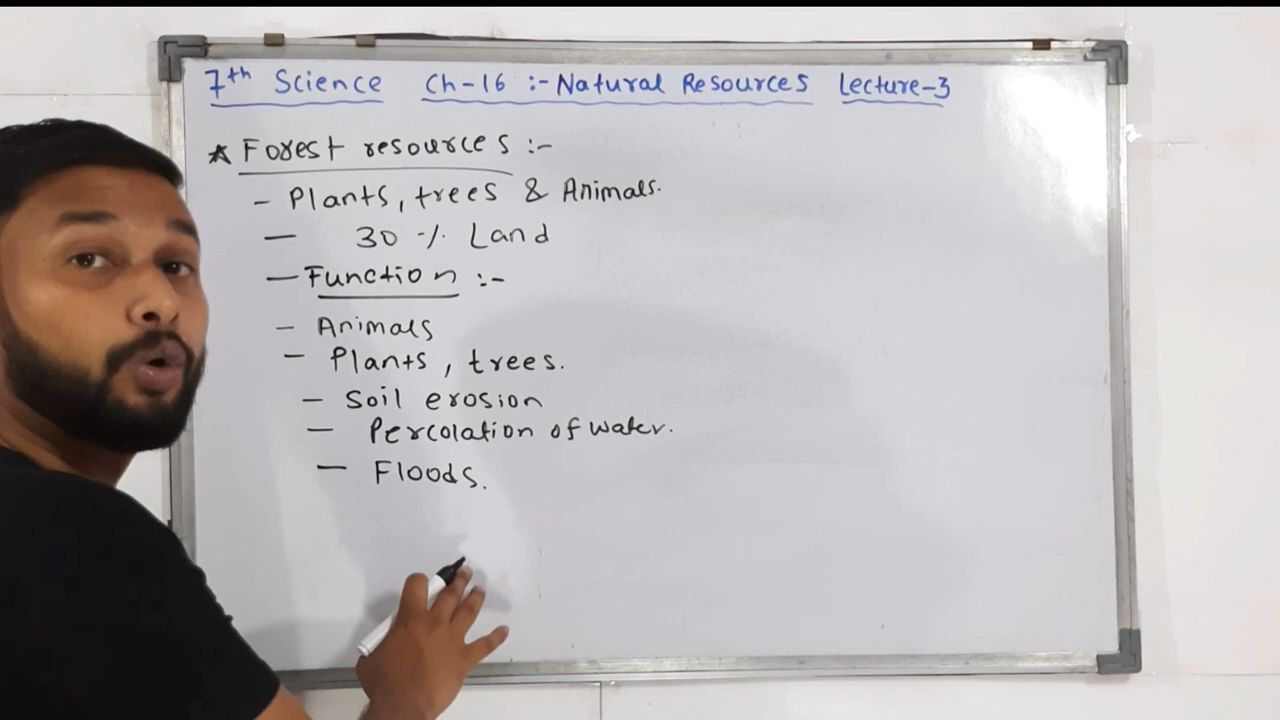 7th Science Ch-16 :- Natural Resources Lecture-3
★ Forest resources :-
- Plants, trees & Animals.
- 30 % Land
- Function :-
- Animals
- Plants, trees.
- Soil erosion
- Percolation of water.
- Floods.